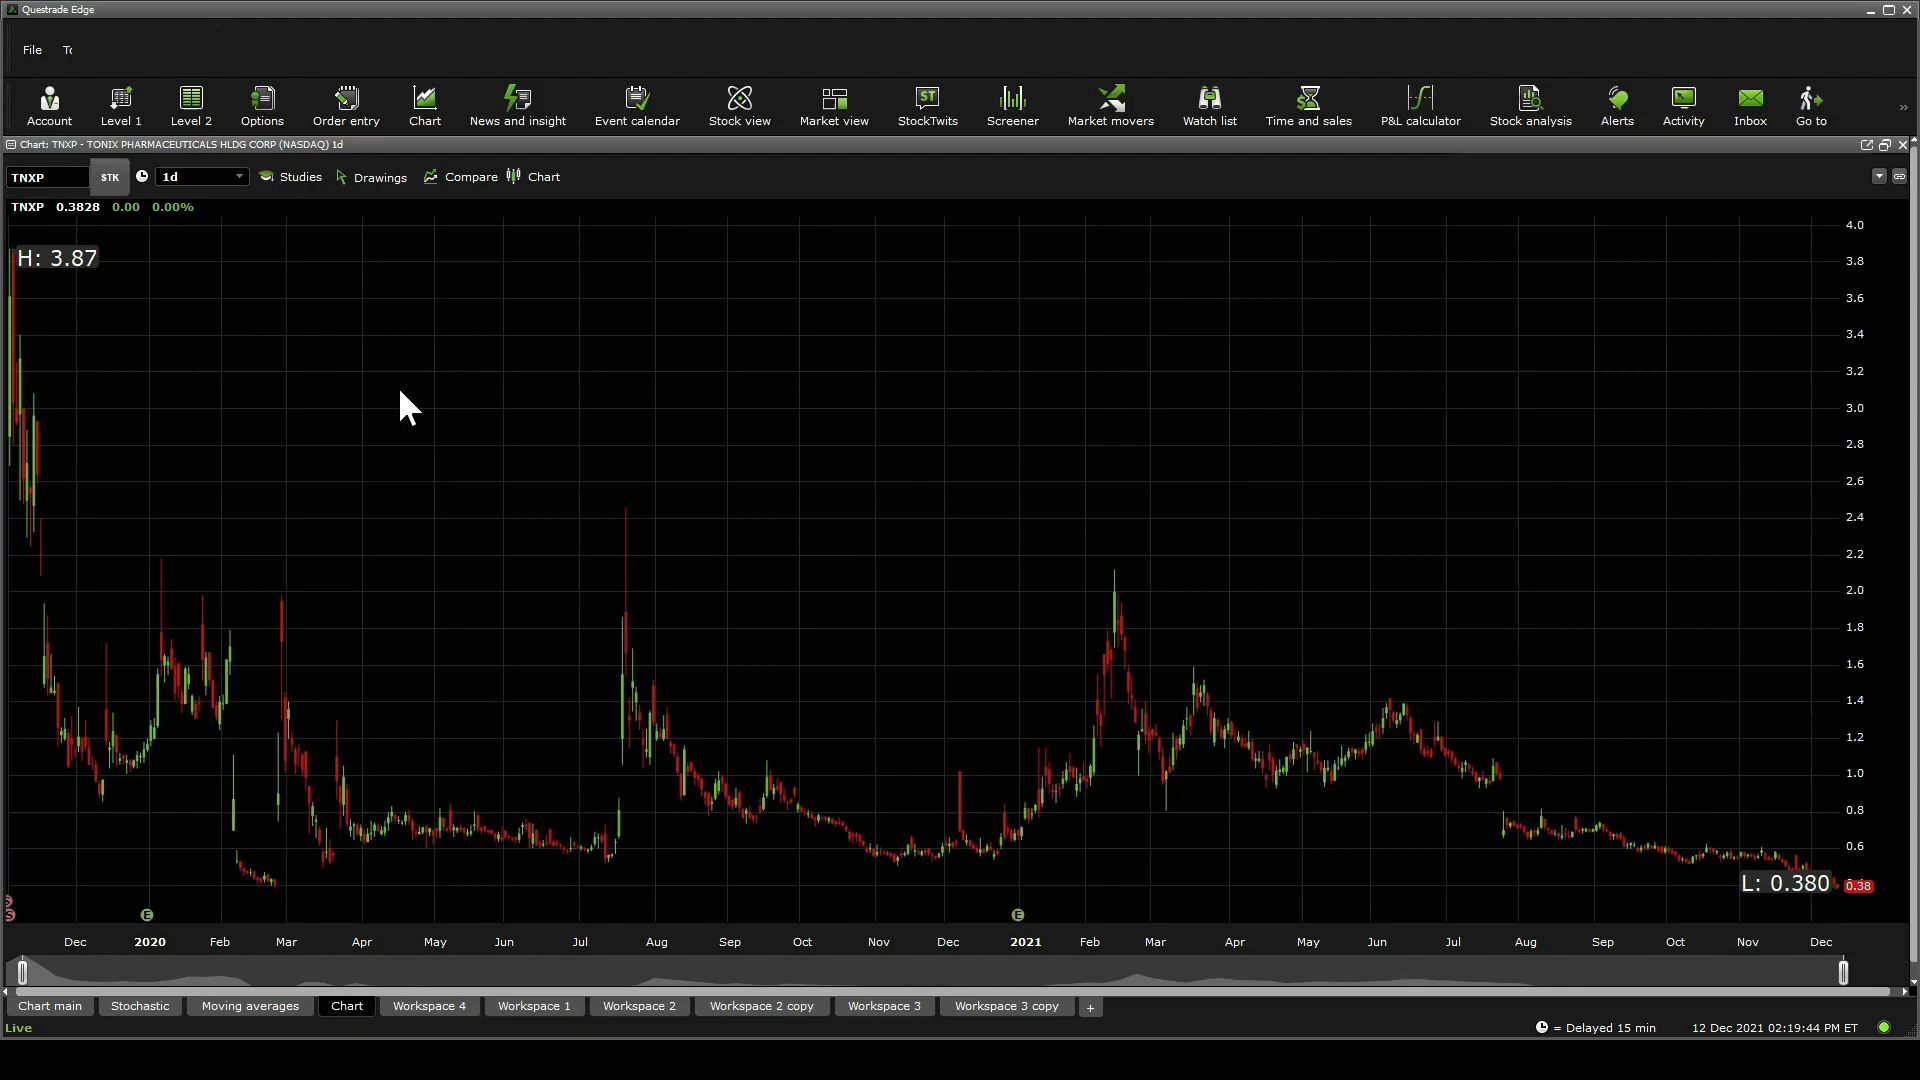 Questrade Edge
File To
Account Level 1 Level 2 Options Order entry Chart News and insight Event calendar Stock view Market view StockTwits Screener Market movers Watch list Time and sales P&L calculator Stock analysis Alerts Activity Inbox Go to
ST
Chart: TNXP - TONIX PHARMACEUTICALS HLDG CORP (NASDAQ) 1d
TNXP STK 1d Studies Drawings Compare Chart
TNXP 0.3828 0.00 0.00%
4.0
H: 3.87
3.8
3.6
3.4
3.2
3.0
2.8
2.6
2.4
2.2
2.0
1.8
1.6
1.4
1.2
1.0
0.8
0.6
L: 0.380 0.38
S
S E E
Dec 2020 Feb Mar Apr May Jun Jul Aug Sep Oct Nov Dec 2021 Feb Mar Apr May Jun Jul Aug Sep Oct Nov Dec
Chart main Stochastic Moving averages Chart Workspace 4 Workspace 1 Workspace 2 Workspace 2 copy Workspace 3 Workspace 3 copy +
Live = Delayed 15 min 12 Dec 2021 02:19:44 PM ET